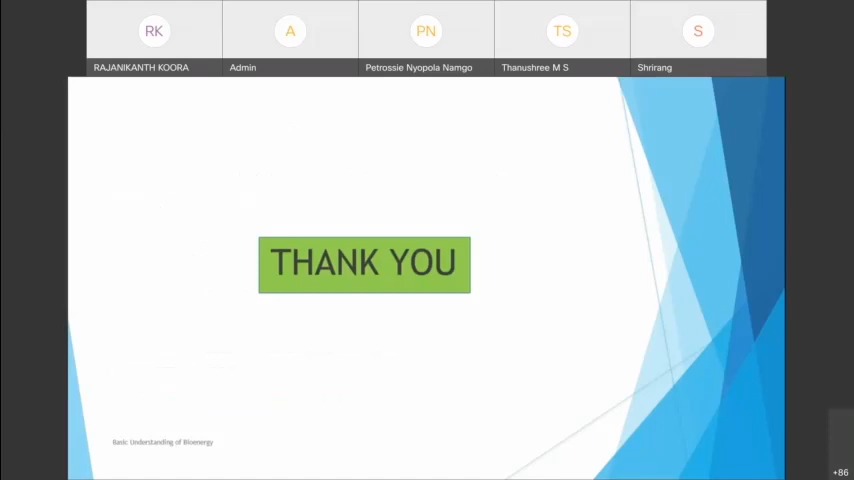 RK
A
PN
TS
S
RAJANIKANTH KOORA
Admin
Petrossie Nyopola Namgo
Thanushree M S
Shrirang
THANK YOU
Basic Understanding of Bioenergy
+86